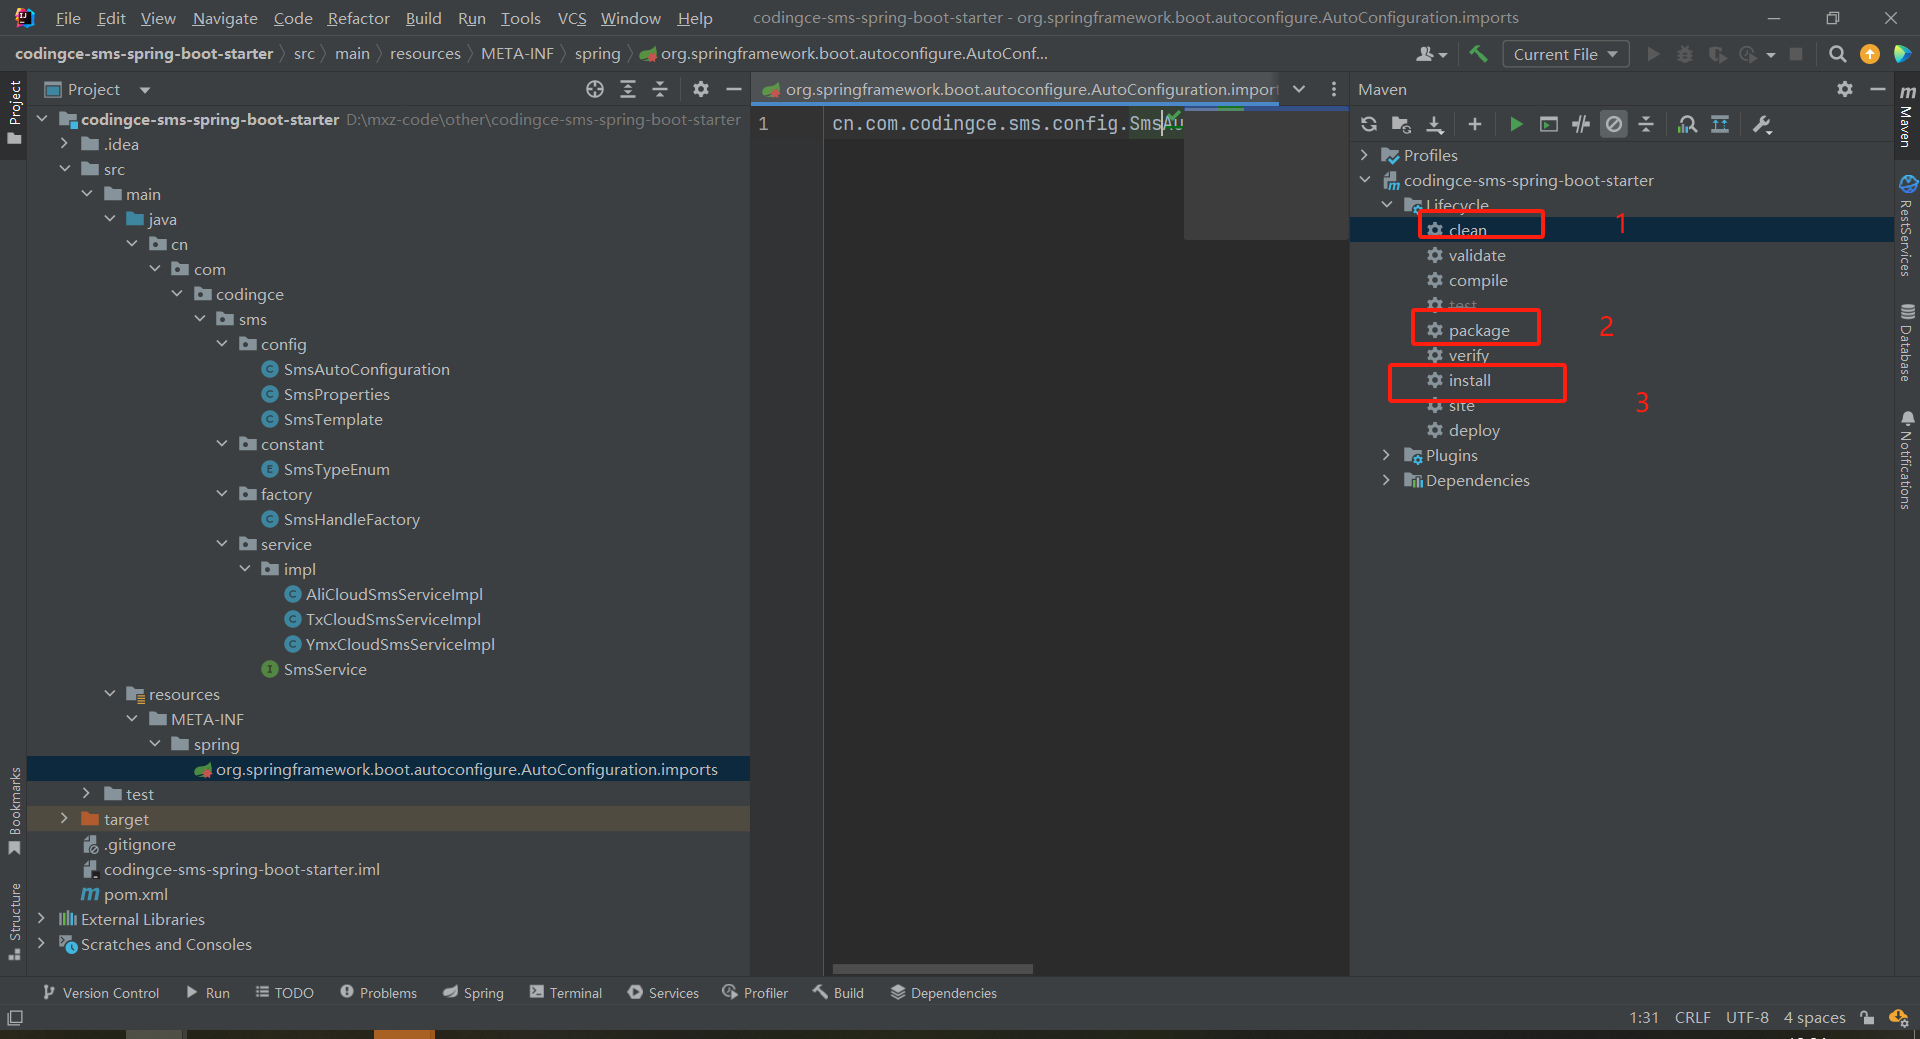 File Edit View Navigate Code Refactor Build Run Tools VCS Window Help codingce-sms-spring-boot-starter - org.springframework.boot.autoconfigure.AutoConfiguration.imports
codingce-sms-spring-boot-starter src main resources META-INF spring org.springframework.boot.autoconfigure.AutoConf... Current File
Project
org.springframework.boot.autoconfigure.AutoConfiguration.import
Maven
Project
codingce-sms-spring-boot-starter D:\mxz-code\other\codingce-sms-spring-boot-starter
.idea
src
main
java
cn
com
codingce
sms
config
SmsAutoConfiguration
SmsProperties
SmsTemplate
constant
SmsTypeEnum
factory
SmsHandleFactory
service
impl
AliCloudSmsServiceImpl
TxCloudSmsServiceImpl
YmxCloudSmsServiceImpl
SmsService
resources
META-INF
spring
org.springframework.boot.autoconfigure.AutoConfiguration.imports
test
target
.gitignore
codingce-sms-spring-boot-starter.iml
pom.xml
External Libraries
Scratches and Consoles
Bookmarks
Structure
1 cn.com.codingce.sms.config.SmsAu
Profiles
codingce-sms-spring-boot-starter
Lifecycle
clean 1
validate
compile
test
package 2
verify
install
3
site
deploy
Plugins
Dependencies
Maven
RestServices
Database
Notifications
Version Control Run TODO Problems Spring Terminal Services Profiler Build Dependencies
1:31 CRLF UTF-8 4 spaces